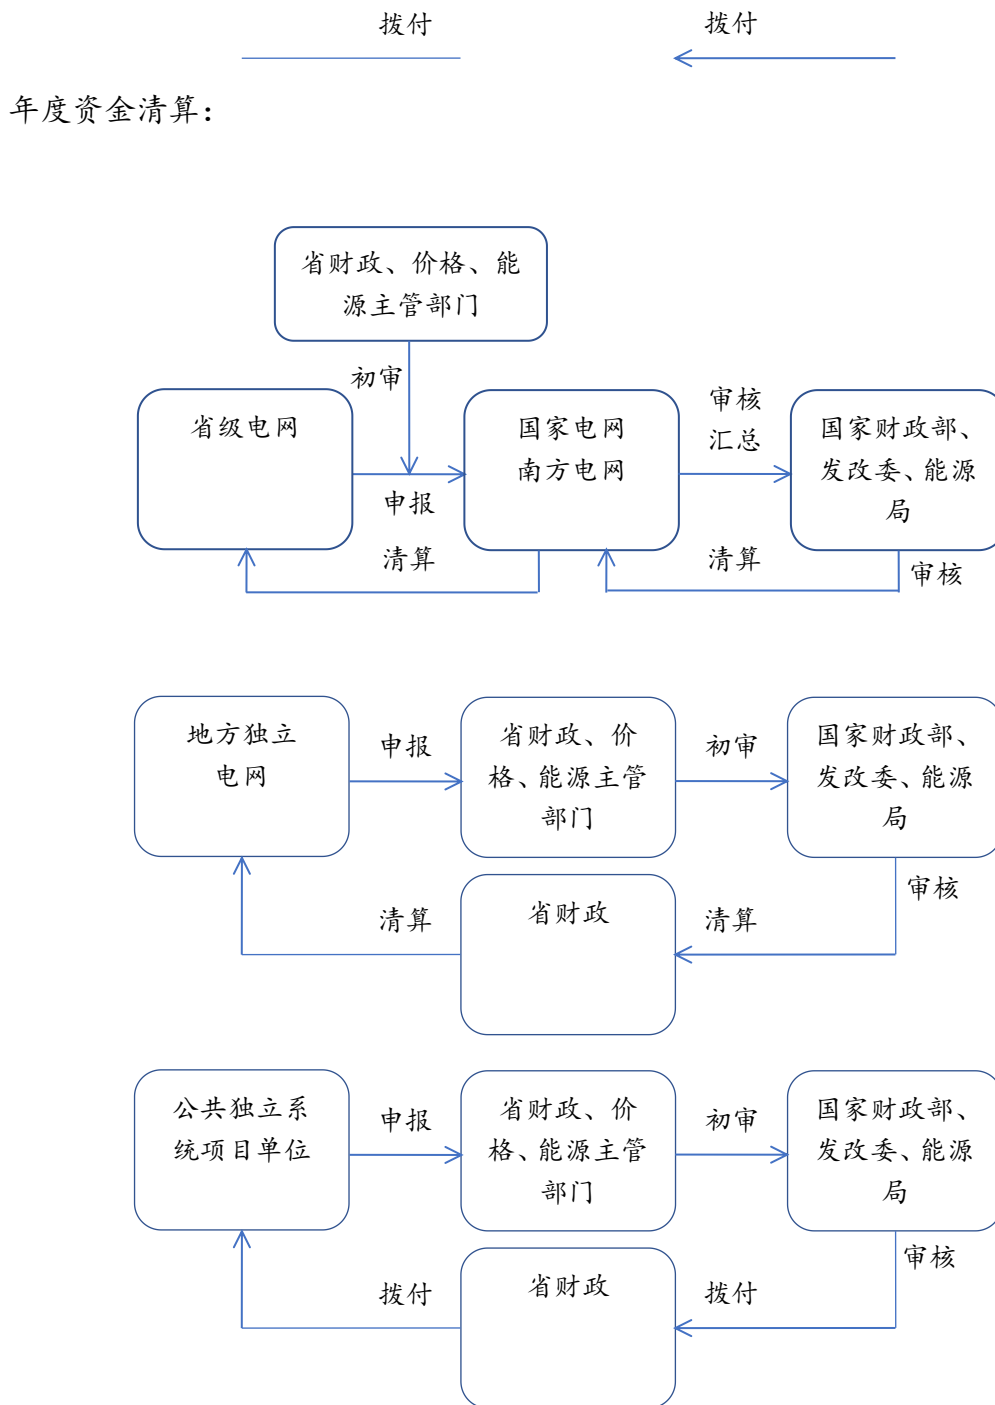 拨付
拨付
年度资金清算：
省财政、价格、能
源主管部门
初审
省级电网
国家电网
南方电网
审核
汇总
国家财政部、
发改委、能源
局
申报
清算
清算
审核
地方独立
电网
申报
省财政、价
格、能源主管
部门
初审
国家财政部、
发改委、能源
局
审核
清算
省财政
清算
公共独立系
统项目单位
申报
省财政、价
格、能源主管
部门
初审
国家财政部、
发改委、能源
局
审核
拨付
省财政
拨付